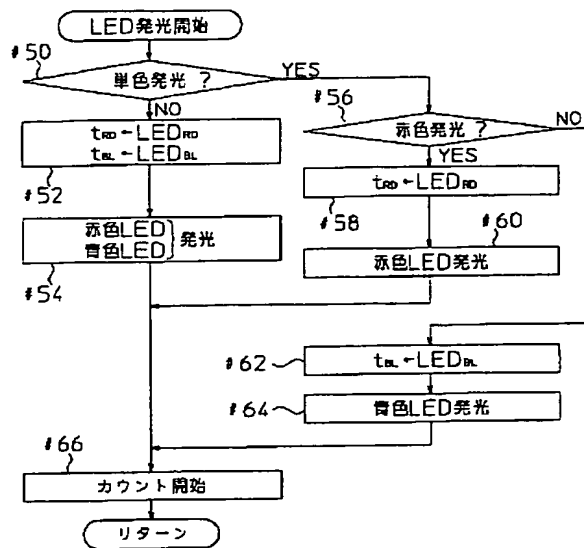 LED発光開始
#50
単色発光 ?
YES
NO
#56
赤色発光 ?
NO
YES
tRD←LEDRD
tBL←LEDBL
#52
tRD←LEDRD
#58
#60
赤色LED
青色LED}発光
#54
赤色LED発光
#62
tBL←LEDBL
#64
青色LED発光
#66
カウント開始
リターン